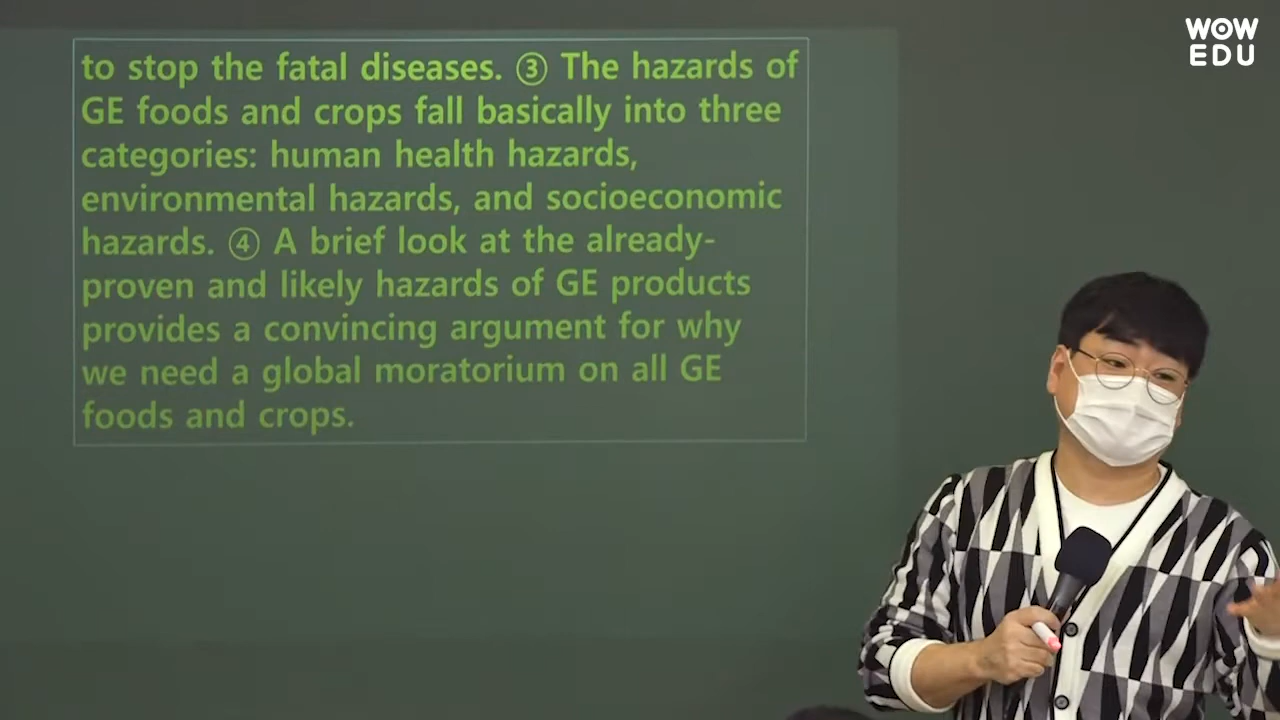 WOW
EDU
to stop the fatal diseases. ③ The hazards of
GE foods and crops fall basically into three
categories: human health hazards,
environmental hazards, and socioeconomic
hazards. ④ A brief look at the already-
proven and likely hazards of GE products
provides a convincing argument for why
we need a global moratorium on all GE
foods and crops.